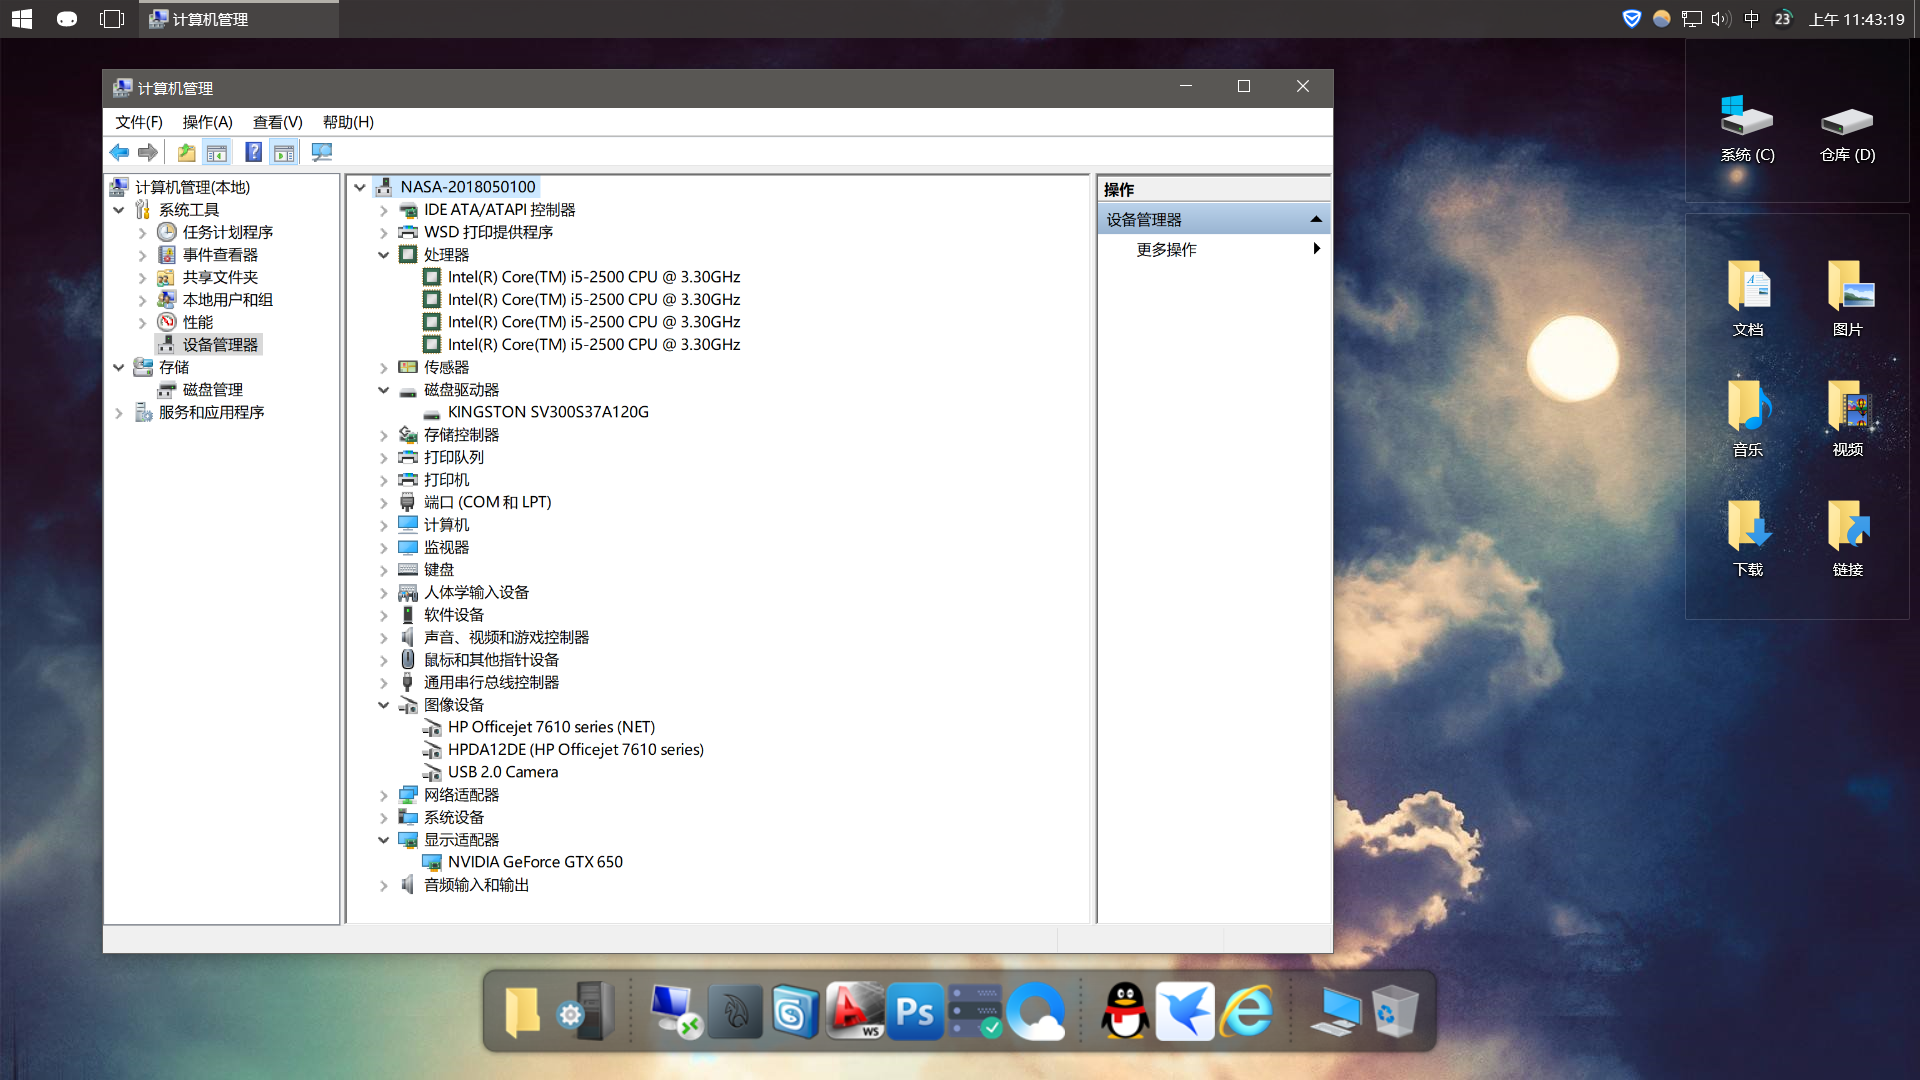 计算机管理
中
23
上午 11:43:19
计算机管理
文件(F)
操作(A)
查看(V)
帮助(H)
计算机管理(本地)
系统工具
任务计划程序
事件查看器
共享文件夹
本地用户和组
性能
设备管理器
存储
磁盘管理
服务和应用程序
NASA-2018050100
IDE ATA/ATAPI 控制器
WSD 打印提供程序
处理器
Intel(R) Core(TM) i5-2500 CPU @ 3.30GHz
Intel(R) Core(TM) i5-2500 CPU @ 3.30GHz
Intel(R) Core(TM) i5-2500 CPU @ 3.30GHz
Intel(R) Core(TM) i5-2500 CPU @ 3.30GHz
传感器
磁盘驱动器
KINGSTON SV300S37A120G
存储控制器
打印队列
打印机
端口 (COM 和 LPT)
计算机
监视器
键盘
人体学输入设备
软件设备
声音、视频和游戏控制器
鼠标和其他指针设备
通用串行总线控制器
图像设备
HP Officejet 7610 series (NET)
HPDA12DE (HP Officejet 7610 series)
USB 2.0 Camera
网络适配器
系统设备
显示适配器
NVIDIA GeForce GTX 650
音频输入和输出
操作
设备管理器
更多操作
系统 (C)
仓库 (D)
文档
图片
音乐
视频
下载
链接
WS
Ps